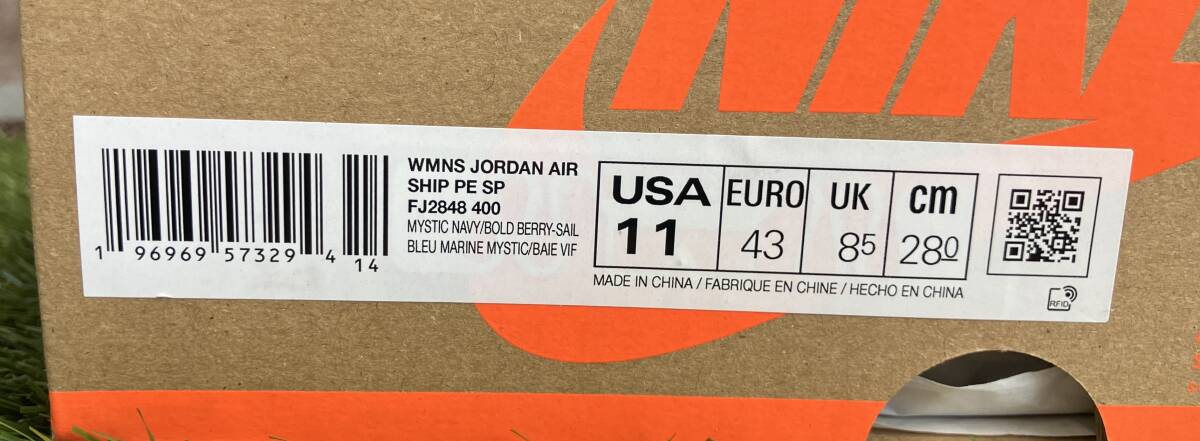 NIKE
WMNS JORDAN AIR
SHIP PE SP
FJ2848 400
MYSTIC NAVY/BOLD BERRY-SAIL
BLEU MARINE MYSTIC/BAIE VIF
1 96969 57329 4 14
USA EURO UK cm
11 43 85 280
MADE IN CHINA / FABRIQUE EN CHINE / HECHO EN CHINA
RFID